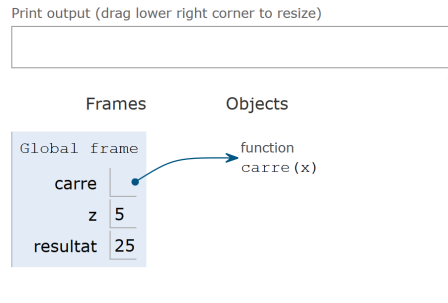 Print output (drag lower right corner to resize)
Frames
Objects
Global frame
function
carre(x)
carre
z 5
resultat 25